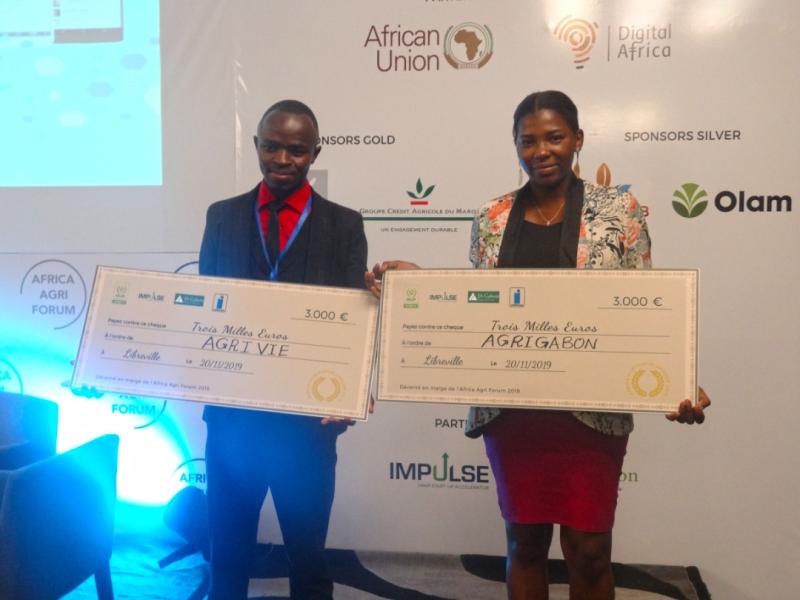 African
Union
Digital
Africa
SPONSORS GOLD
SPONSORS SILVER
GROUPE CREDIT AGRICOLE DU MAROC
UN ENGAGEMENT DURABLE
Olam
AFRICA
AGRI
FORUM
IMPULSE
3.000 €
Payez contre ce chèque Trois Milles Euros
À l'ordre de AGRI VIE
À Libreville Le 20/11/2019
Décerné en marge de l'Africa Agri Forum 2019
IMPULSE
3.000 €
Payez contre ce chèque Trois Milles Euros
À l'ordre de AGRIGABON
À Libreville Le 20/11/2019
Décerné en marge de l'Africa Agri Forum 2019
FORUM
IMPULSE